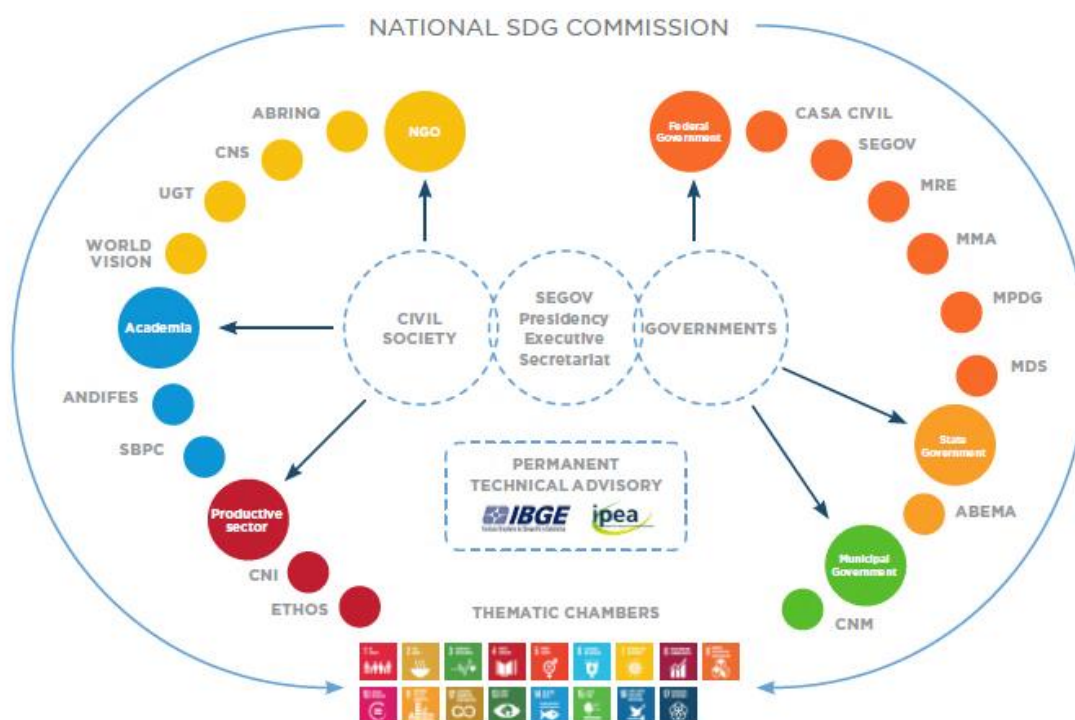 NATIONAL SDG COMMISSION
ABRINQ
NGO
CNS
UGT
WORLD
VISION
Academia
ANDIFES
SBPC
Productive
sector
CNI
ETHOS
CIVIL
SOCIETY
SEGOV
Presidency
Executive
Secretariat
GOVERNMENTS
Federal
Government
CASA CIVIL
SEGOV
MRE
MMA
MPDG
MDS
State
Government
ABEMA
Municipal
Government
CNM
PERMANENT
TECHNICAL ADVISORY
IBGE
ipea
THEMATIC CHAMBERS